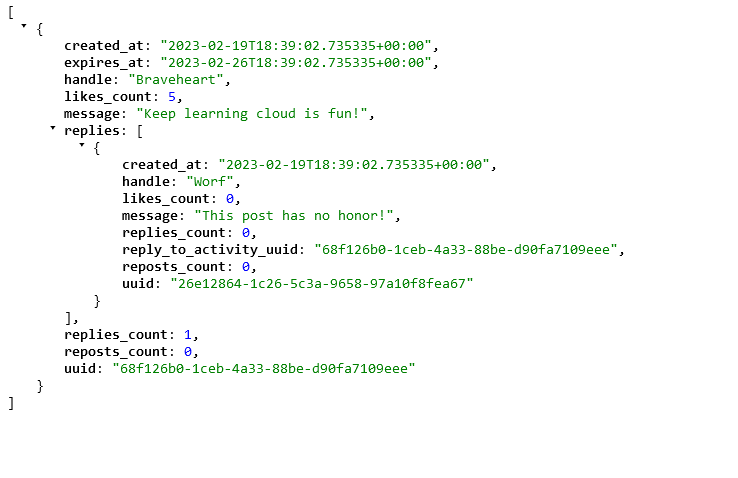 [
{
created_at: "2023-02-19T18:39:02.735335+00:00",
expires_at: "2023-02-26T18:39:02.735335+00:00",
handle: "Braveheart",
likes_count: 5,
message: "Keep learning cloud is fun!",
replies: [
{
created_at: "2023-02-19T18:39:02.735335+00:00",
handle: "Worf",
likes_count: 0,
message: "This post has no honor!",
replies_count: 0,
reply_to_activity_uuid: "68f126b0-1ceb-4a33-88be-d90fa7109eee",
reposts_count: 0,
uuid: "26e12864-1c26-5c3a-9658-97a10f8fea67"
}
],
replies_count: 1,
reposts_count: 0,
uuid: "68f126b0-1ceb-4a33-88be-d90fa7109eee"
}
]